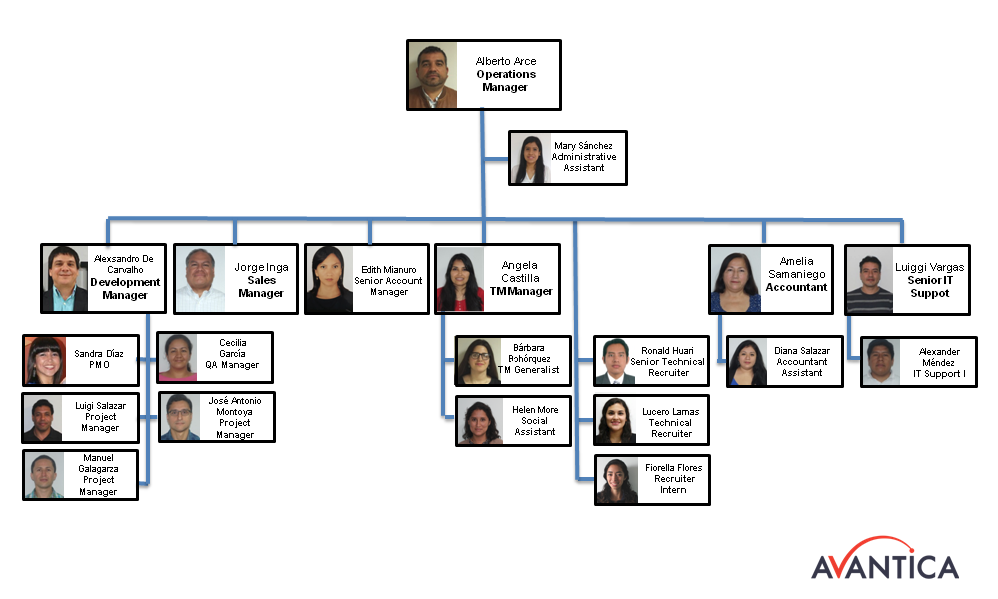 Alberto Arce
Operations
Manager
Mary Sánchez
Administrative
Assistant
Alexsandro De
Carvalho
Development
Manager
Jorge Inga
Sales
Manager
Edith Mianuro
Senior Account
Manager
Angela
Castilla
TM Manager
Amelia
Samaniego
Accountant
Luiggi Vargas
Senior IT
Suppot
Sandra Díaz
PMO
Cecilia
García
QA Manager
Luigi Salazar
Project
Manager
José Antonio
Montoya
Project
Manager
Manuel
Galagarza
Project
Manager
Bárbara
Bohórquez
TM Generalist
Helen More
Social
Assistant
Ronald Huari
Senior Technical
Recruiter
Lucero Lamas
Technical
Recruiter
Fiorella Flores
Recruiter
Intern
Diana Salazar
Accountant
Assistant
Alexander
Méndez
IT Support I
AVANTICA